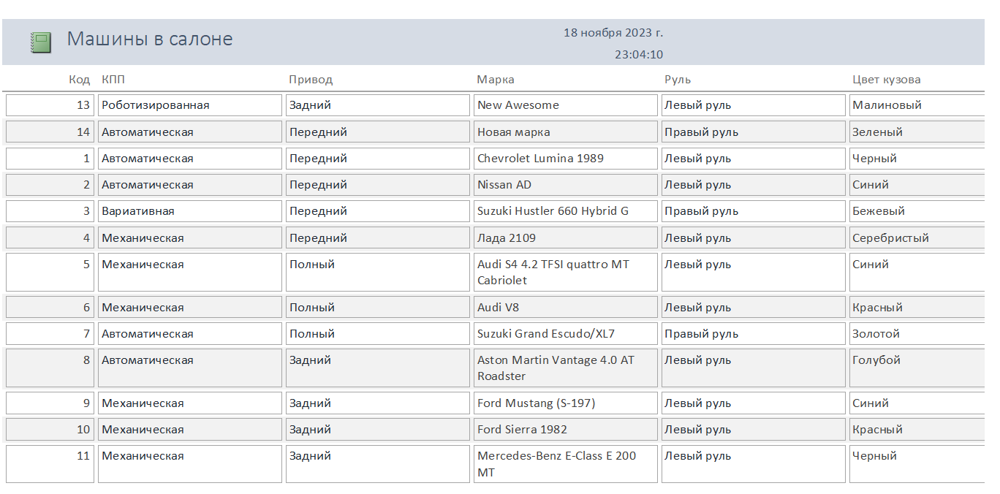 Машины в салоне
18 ноября 2023 г.
23:04:10
Код КПП Привод Марка Руль Цвет кузова
13 Роботизированная Задний New Awesome Левый руль Малиновый
14 Автоматическая Передний Новая марка Правый руль Зеленый
1 Автоматическая Передний Chevrolet Lumina 1989 Левый руль Черный
2 Автоматическая Передний Nissan AD Левый руль Синий
3 Вариативная Передний Suzuki Hustler 660 Hybrid G Правый руль Бежевый
4 Механическая Передний Лада 2109 Левый руль Серебристый
5 Механическая Полный Audi S4 4.2 TFSI quattro MT Левый руль Синий
Cabriolet
6 Механическая Полный Audi V8 Левый руль Красный
7 Автоматическая Полный Suzuki Grand Escudo/XL7 Правый руль Золотой
8 Автоматическая Задний Aston Martin Vantage 4.0 AT Левый руль Голубой
Roadster
9 Механическая Задний Ford Mustang (S-197) Левый руль Синий
10 Механическая Задний Ford Sierra 1982 Левый руль Красный
11 Механическая Задний Mercedes-Benz E-Class E 200 Левый руль Черный
MT